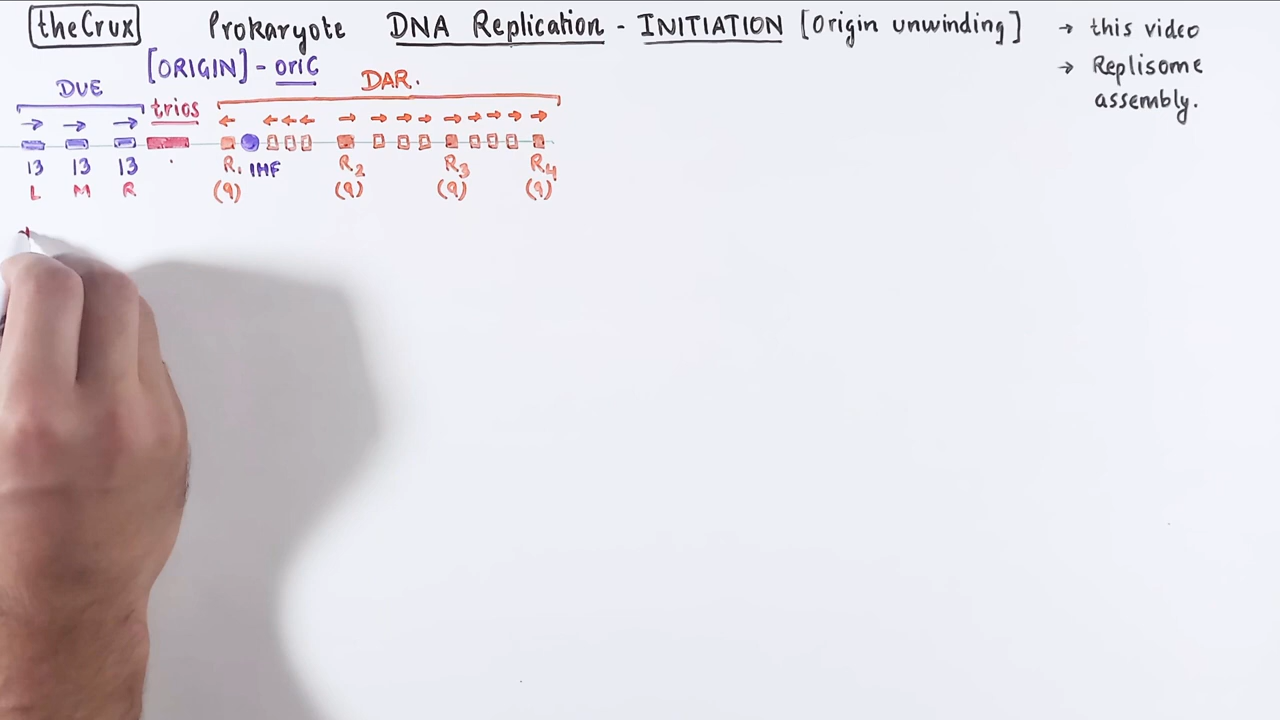 theCrux Prokaryote DNA Replication - INITIATION [Origin unwinding] → this video
[ORIGIN] - oriC → Replisome
assembly.
DUE trios DAR.
→ → → ← ← ← ← → → → → → → → → →
13 13 13 R1 IHF R2 R3 R4
L M R (9) (9) (9) (9)